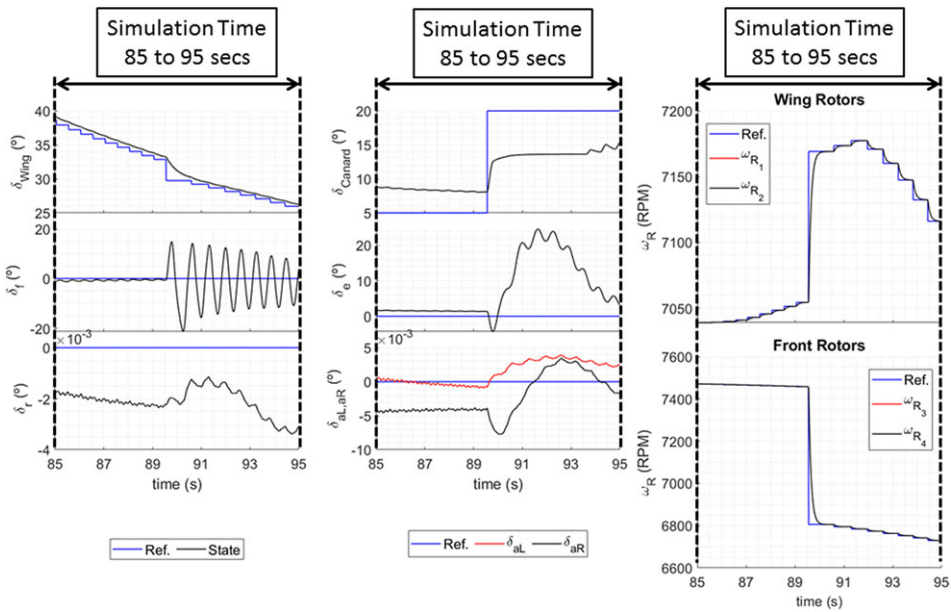 Simulation Time
85 to 95 secs
Simulation Time
85 to 95 secs
Simulation Time
85 to 95 secs
δWing (º)
40
35
30
25
δf (º)
20
0
-20
×10-3
δr (º)
0
-2
-4
85 87 89 91 93 95
time (s)
Ref. State
δCanard (º)
20
15
10
5
δe (º)
20
10
0
×10-3
δaL,aR (º)
5
0
-5
-10
85 87 89 91 93 95
time (s)
Ref. δaL δaR
Wing Rotors
ωR (RPM)
7200
7150
7100
7050
Ref.
ωR1
ωR2
Front Rotors
ωR (RPM)
7600
7400
7200
7000
6800
6600
Ref.
ωR3
ωR4
85 87 89 91 93 95
time (s)